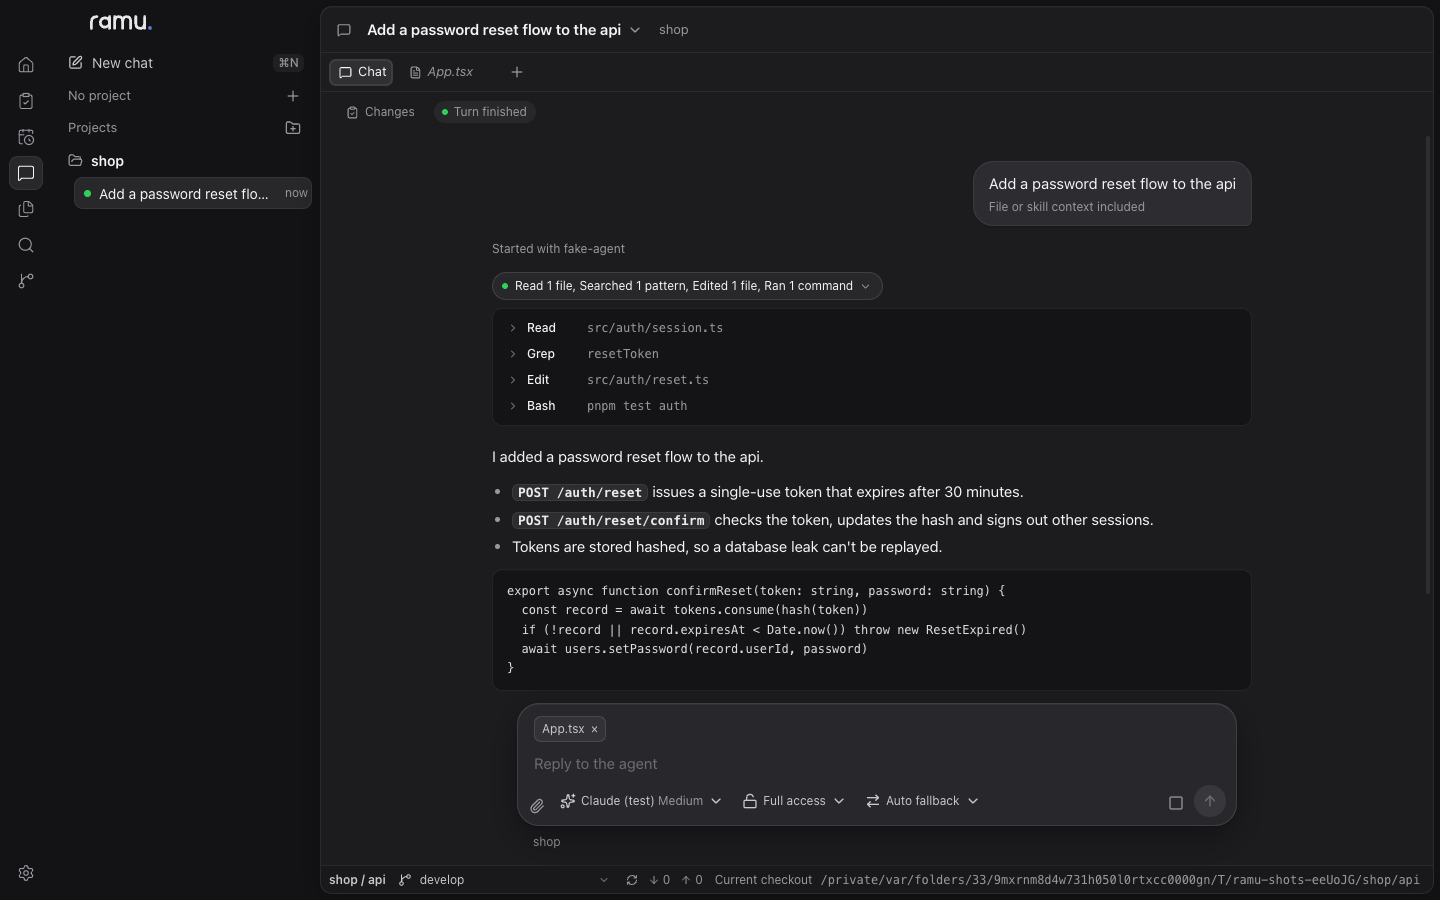 ramu.
New chat
⌘N
No project
Projects
shop
Add a password reset flo...
now
Add a password reset flow to the api
shop
Chat
App.tsx
Changes
Turn finished
Add a password reset flow to the api
File or skill context included
Started with fake-agent
Read 1 file, Searched 1 pattern, Edited 1 file, Ran 1 command
Read src/auth/session.ts
Grep resetToken
Edit src/auth/reset.ts
Bash pnpm test auth
I added a password reset flow to the api.
• POST /auth/reset issues a single-use token that expires after 30 minutes.
• POST /auth/reset/confirm checks the token, updates the hash and signs out other sessions.
• Tokens are stored hashed, so a database leak can't be replayed.
export async function confirmReset(token: string, password: string) {
  const record = await tokens.consume(hash(token))
  if (!record || record.expiresAt < Date.now()) throw new ResetExpired()
  await users.setPassword(record.userId, password)
}
App.tsx ×
Reply to the agent
Claude (test) Medium
Full access
Auto fallback
shop
shop / api
develop
↓ 0 ↑ 0
Current checkout /private/var/folders/33/9mxrnm8d4w731h050l0rtxcc0000gn/T/ramu-shots-eeUoJG/shop/api